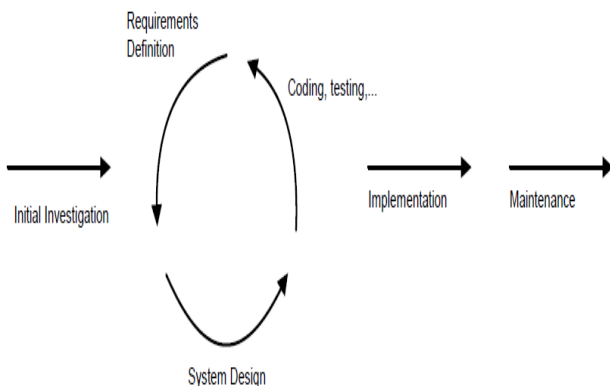 Requirements
Definition
Coding, testing,...
Initial Investigation
Implementation
Maintenance
System Design